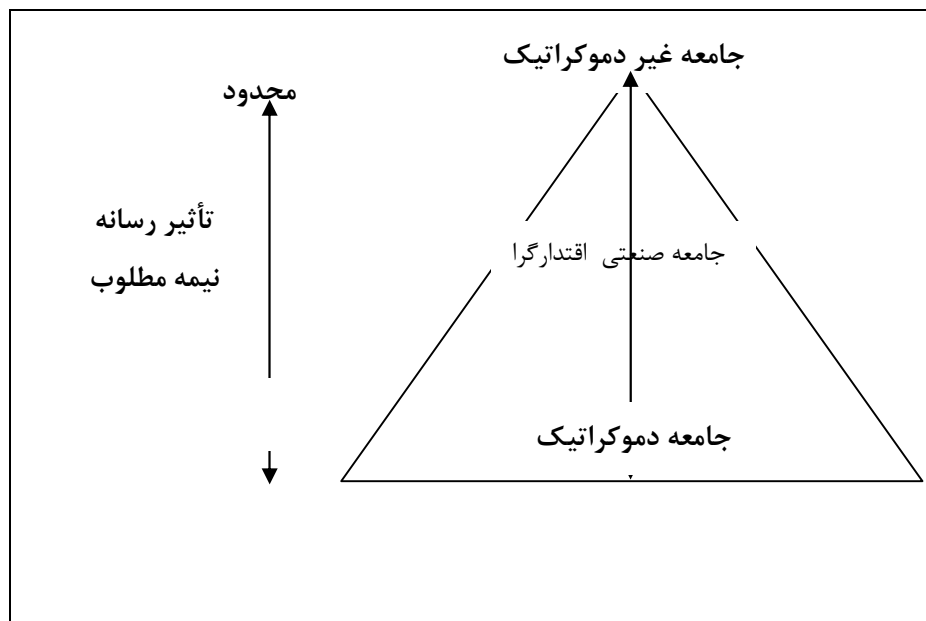 جامعه غیر دموکراتیک
محدود
تأثیر رسانه
نیمه مطلوب
جامعه صنعتی اقتدارگرا
جامعه دموکراتیک